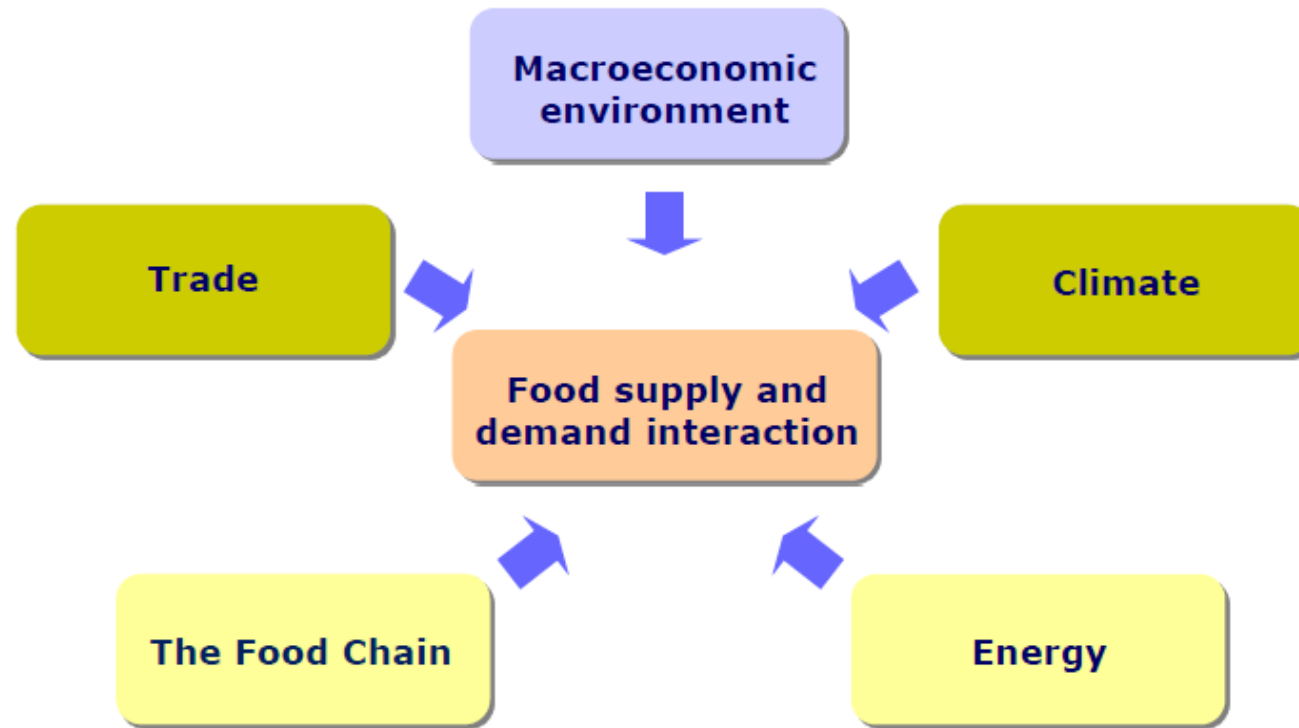 Macroeconomic
environment
Trade
Climate
Food supply and
demand interaction
The Food Chain
Energy